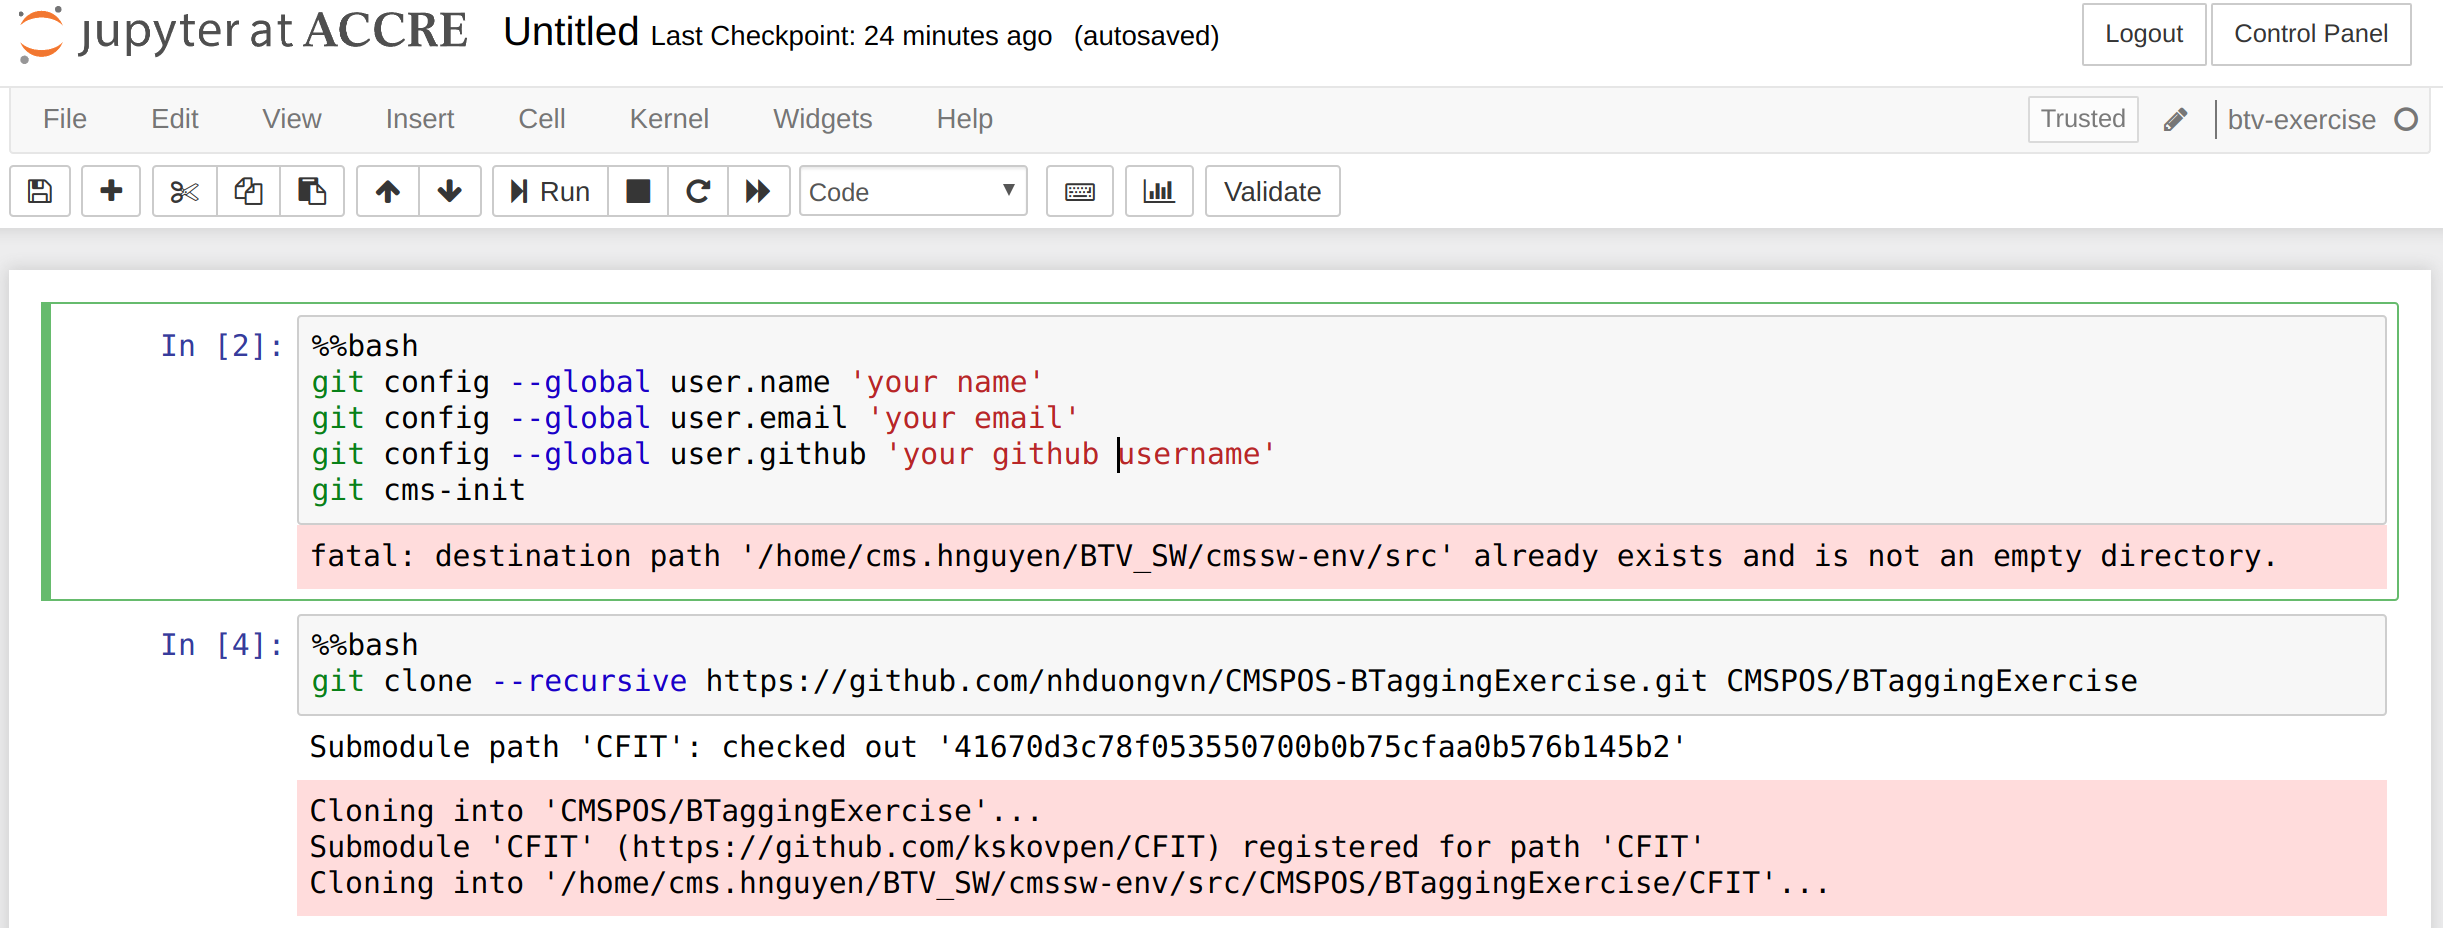 jupyter at ACCRE Untitled Last Checkpoint: 24 minutes ago (autosaved) Logout Control Panel
File Edit View Insert Cell Kernel Widgets Help Trusted btv-exercise
Run Code Validate
In [2]: %%bash
git config --global user.name 'your name'
git config --global user.email 'your email'
git config --global user.github 'your github username'
git cms-init
fatal: destination path '/home/cms.hnguyen/BTV_SW/cmssw-env/src' already exists and is not an empty directory.
In [4]: %%bash
git clone --recursive https://github.com/nhduongvn/CMSPOS-BTaggingExercise.git CMSPOS/BTaggingExercise
Submodule path 'CFIT': checked out '41670d3c78f053550700b0b75cfaa0b576b145b2'
Cloning into 'CMSPOS/BTaggingExercise'...
Submodule 'CFIT' (https://github.com/kskovpen/CFIT) registered for path 'CFIT'
Cloning into '/home/cms.hnguyen/BTV_SW/cmssw-env/src/CMSPOS/BTaggingExercise/CFIT'...